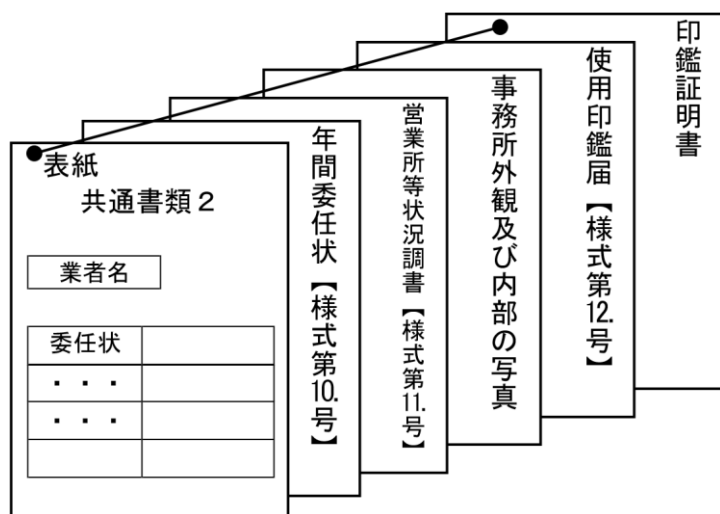 表紙
共通書類２
業者名
委任状
・・・
・・・
年間委任状【様式第10.号】
営業所等状況調書【様式第11.号】
事務所外観及び内部の写真
使用印鑑届【様式第12.号】
印鑑証明書